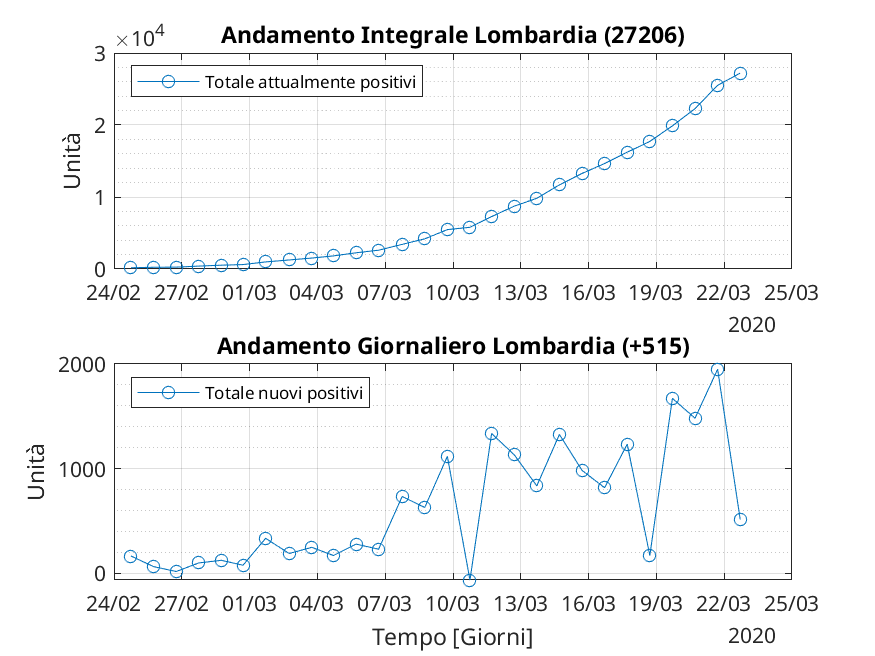 Andamento Integrale Lombardia (27206)
×10⁴
3
2
1
0
Unità
Totale attualmente positivi
24/02 27/02 01/03 04/03 07/03 10/03 13/03 16/03 19/03 22/03 25/03
2020
Andamento Giornaliero Lombardia (+515)
2000
1000
0
Unità
Totale nuovi positivi
24/02 27/02 01/03 04/03 07/03 10/03 13/03 16/03 19/03 22/03 25/03
Tempo [Giorni]
2020